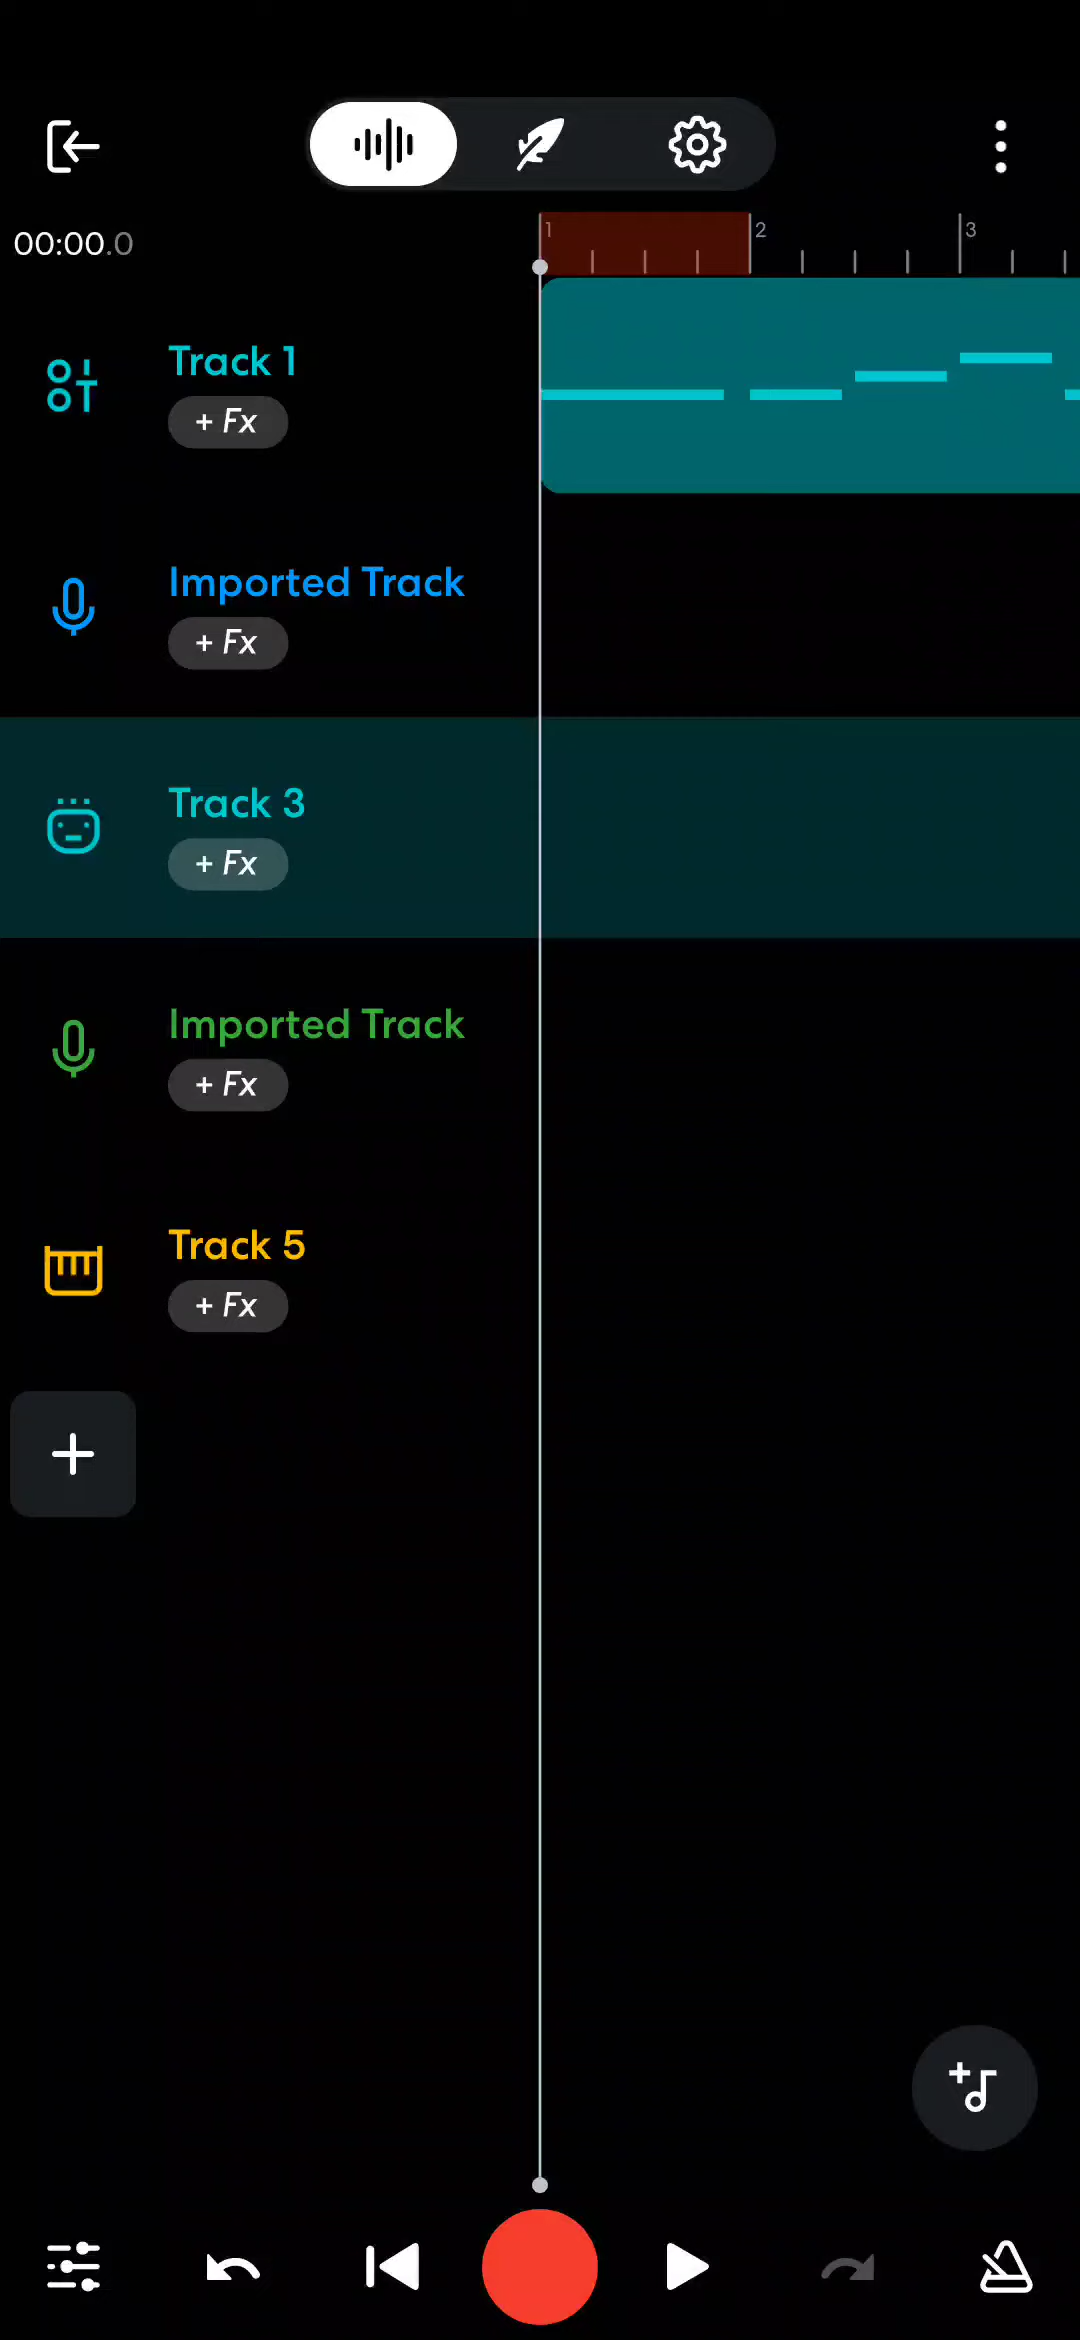 00:00.0
1
2
3
Track 1
+ Fx
Imported Track
+ Fx
Track 3
+ Fx
Imported Track
+ Fx
Track 5
+ Fx